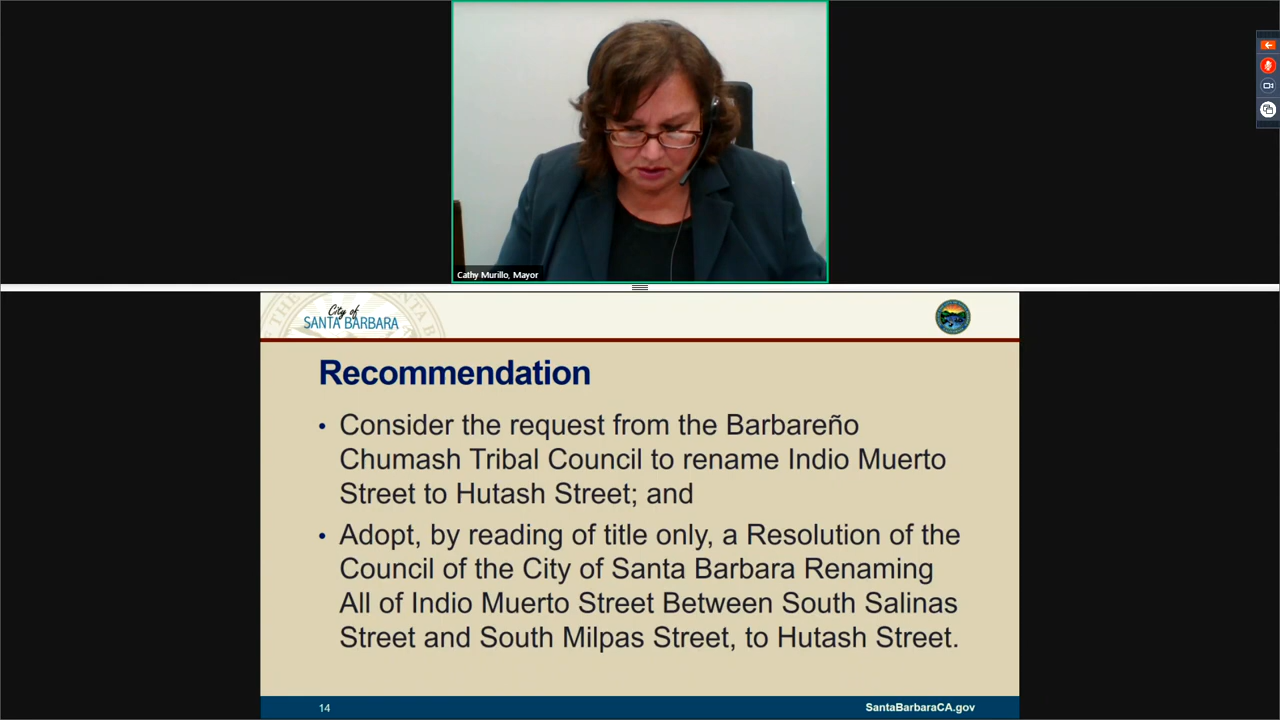 Cathy Murillo, Mayor
City of
SANTA BARBARA
Recommendation
• Consider the request from the Barbareño
Chumash Tribal Council to rename Indio Muerto
Street to Hutash Street; and
• Adopt, by reading of title only, a Resolution of the
Council of the City of Santa Barbara Renaming
All of Indio Muerto Street Between South Salinas
Street and South Milpas Street, to Hutash Street.
14
SantaBarbaraCA.gov